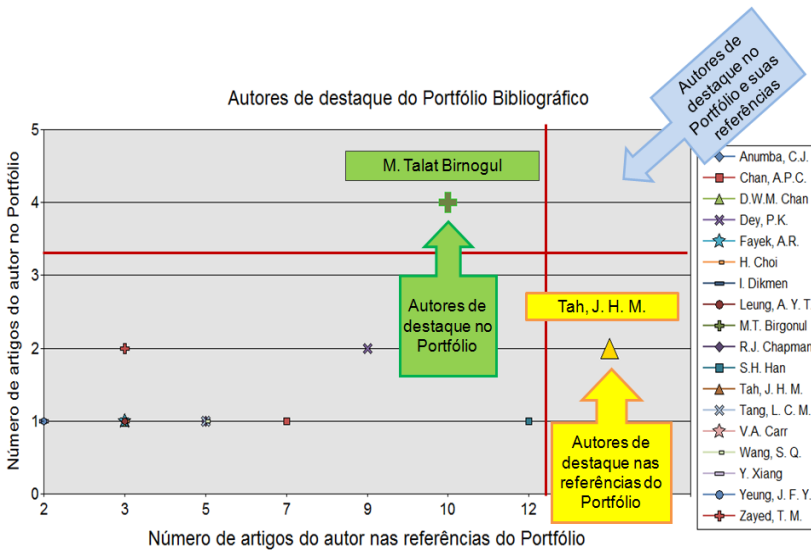 Autores de
destaque no
Portfólio e suas
referências
Autores de destaque do Portfólio Bibliográfico
Número de artigos do autor no Portfólio
5
4
3
2
1
0
M. Talat Birnogul
Autores de
destaque no
Portfólio
Tah, J. H. M.
Autores de
destaque nas
referências do
Portfólio
2
3
5
7
9
10
12
Número de artigos do autor nas referências do Portfólio
Anumba, C.J.
Chan, A.P.C.
D.W.M. Chan
Dey, P.K.
Fayek, A.R.
H. Choi
I. Dikmen
Leung, A. Y. T
M.T. Birgonul
R.J. Chapman
S.H. Han
Tah, J. H. M.
Tang, L. C. M.
V.A. Carr
Wang, S. Q.
Y. Xiang
Yeung, J. F. Y.
Zayed, T. M.